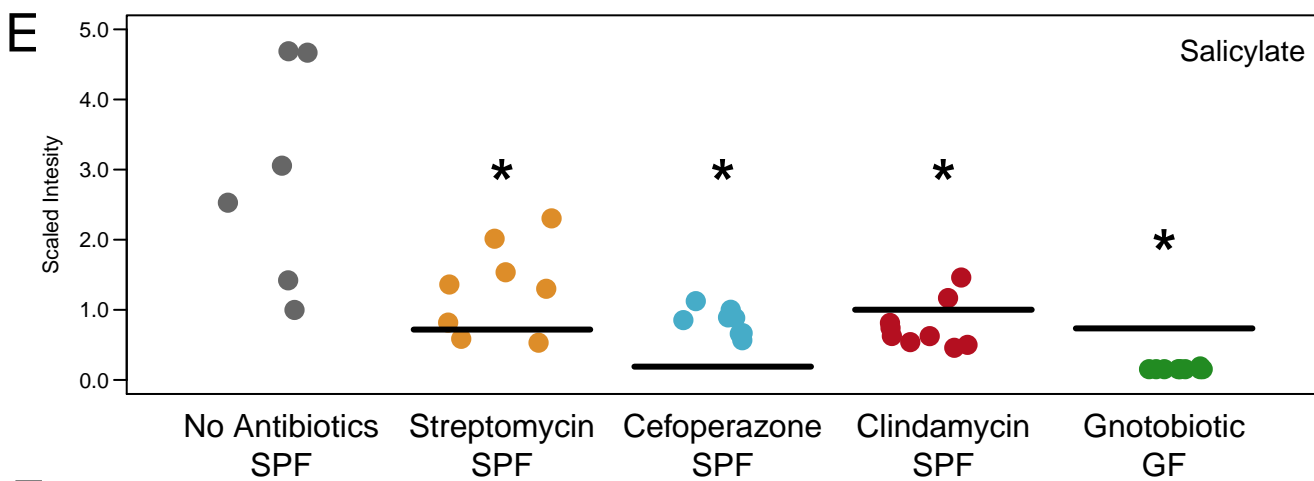 E
Salicylate
Scaled Intesity
5.0
4.0
3.0
2.0
1.0
0.0
*
*
*
*
No Antibiotics
SPF
Streptomycin
SPF
Cefoperazone
SPF
Clindamycin
SPF
Gnotobiotic
GF